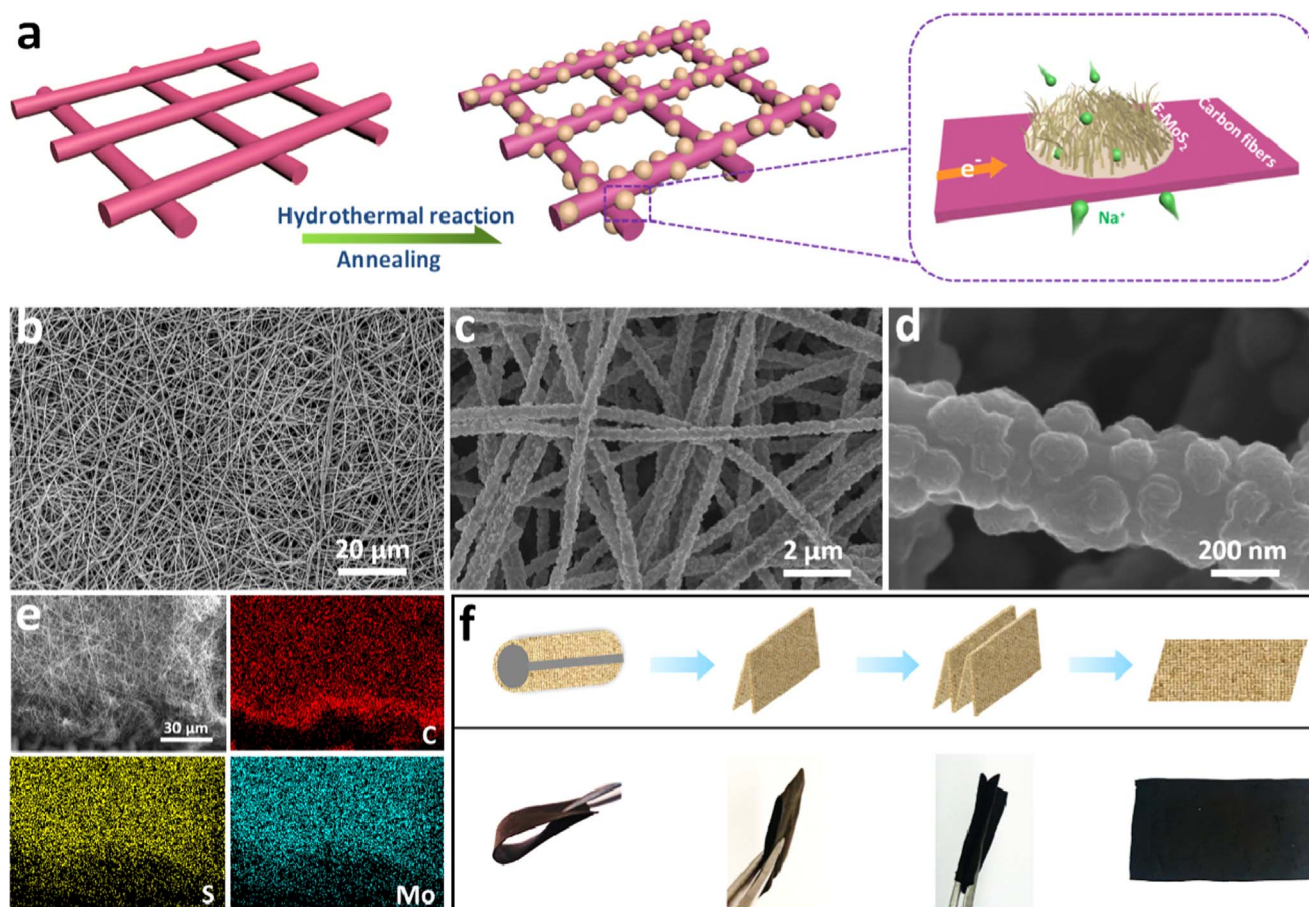 a
Hydrothermal reaction
Annealing
e-
E-MoS2
Carbon fibers
Na+
b
20 μm
c
2 μm
d
200 nm
e
30 μm
C
S
Mo
f